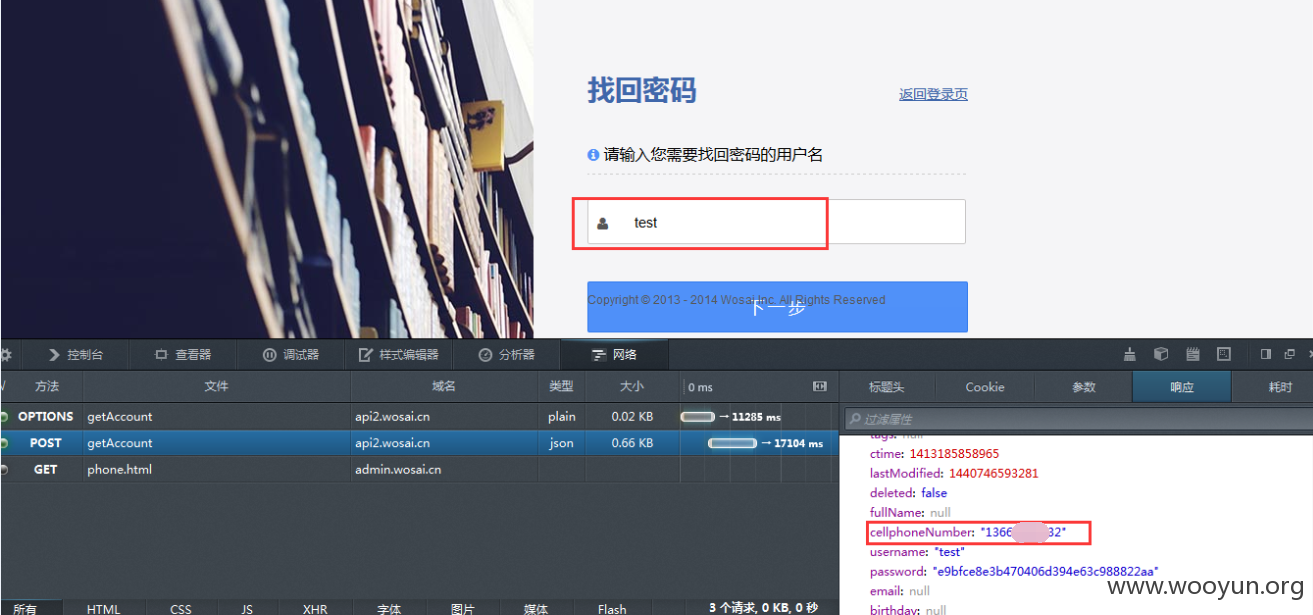 找回密码
返回登录页
请输入您需要找回密码的用户名
test
Copyright © 2013 - 2014 Wosai Inc. All Rights Reserved
下一步
控制台 查看器 调试器 样式编辑器 分析器 网络
方法 文件 域名 类型 大小 0 ms 标题头 Cookie 参数 响应 耗时
OPTIONS getAccount api2.wosai.cn plain 0.02 KB → 11285 ms
POST getAccount api2.wosai.cn json 0.66 KB → 17104 ms
GET phone.html admin.wosai.cn
过滤属性
tags: null
ctime: 1413185858965
lastModified: 1440746593281
deleted: false
fullName: null
cellphoneNumber: "1366 32"
username: "test"
password: "e9bfce8e3b470406d394e63c988822aa"
email: null
birthday: null
www.wooyun.org
所有 HTML CSS JS XHR 字体 图片 媒体 Flash 3 个请求, 0 KB, 0 秒